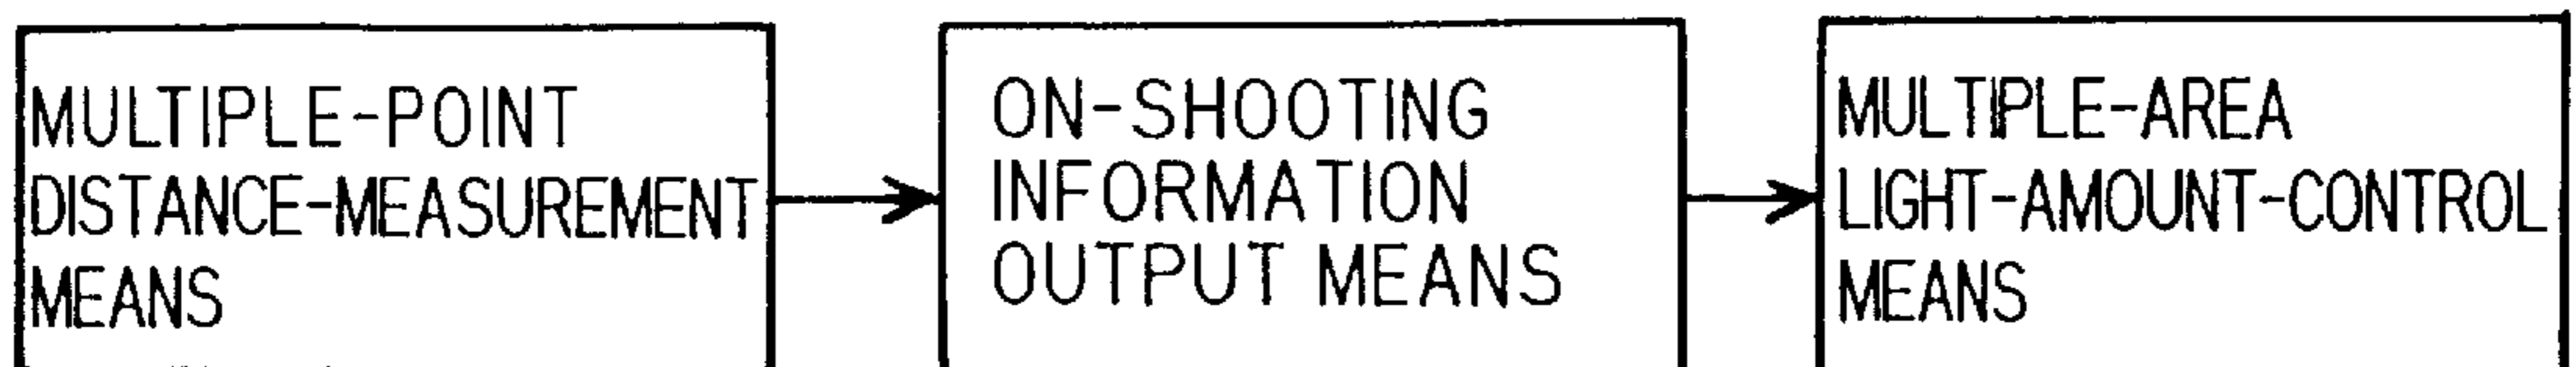 MULTIPLE-POINT
DISTANCE-MEASUREMENT
MEANS
ON-SHOOTING
INFORMATION
OUTPUT MEANS
MULTIPLE-AREA
LIGHT-AMOUNT-CONTROL
MEANS